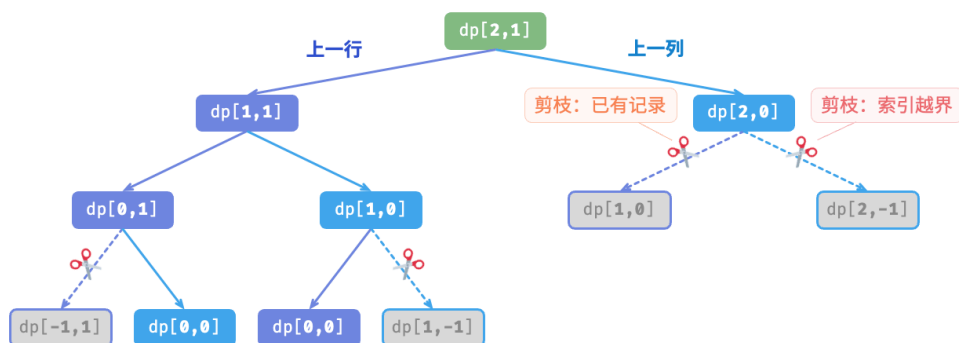 dp[2,1]
上一行
上一列
dp[1,1]
剪枝：已有记录
dp[2,0]
剪枝：索引越界
dp[0,1]
dp[1,0]
dp[1,0]
dp[2,-1]
dp[-1,1]
dp[0,0]
dp[0,0]
dp[1,-1]